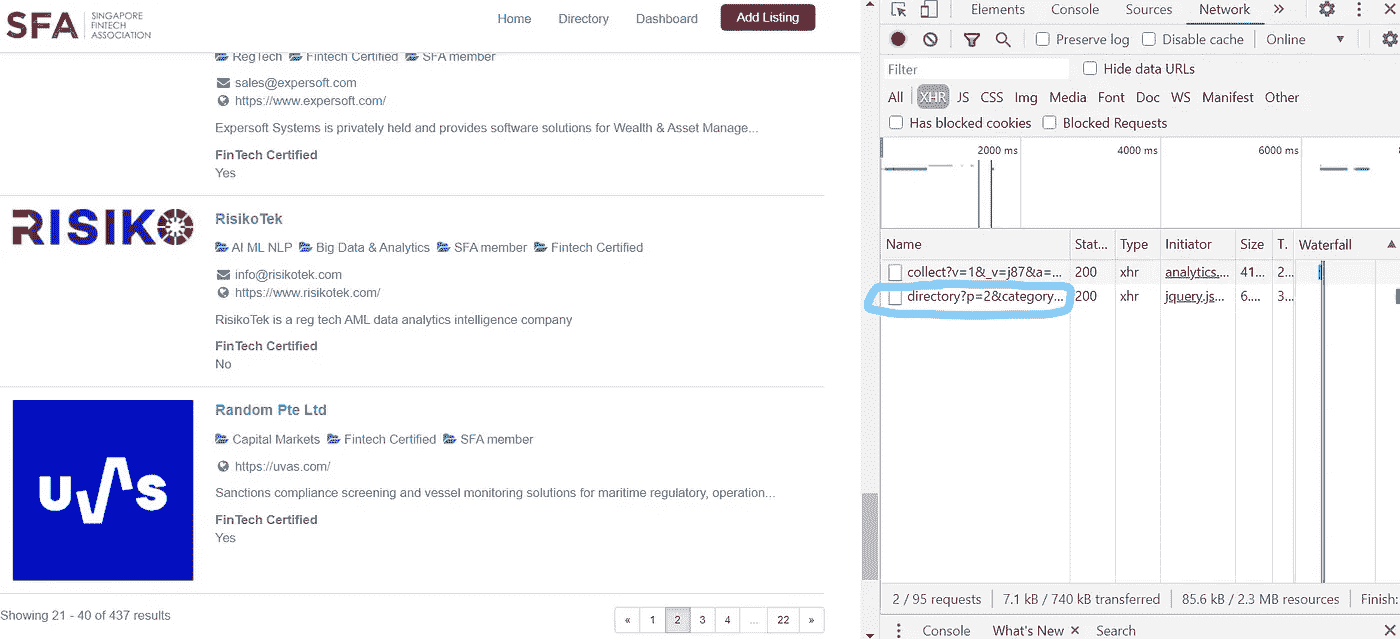 SFA SINGAPORE FINTECH ASSOCIATION
Home Directory Dashboard Add Listing
RegTech Fintech Certified SFA member
sales@expersoft.com
https://www.expersoft.com/
Expersoft Systems is privately held and provides software solutions for Wealth & Asset Manage...
FinTech Certified
Yes
RISIKO
RisikoTek
AI ML NLP Big Data & Analytics SFA member Fintech Certified
info@risikotek.com
https://www.risikotek.com/
RisikoTek is a reg tech AML data analytics intelligence company
FinTech Certified
No
uvas
Random Pte Ltd
Capital Markets Fintech Certified SFA member
https://uvas.com/
Sanctions compliance screening and vessel monitoring solutions for maritime regulatory, operation...
FinTech Certified
Yes
Showing 21 - 40 of 437 results
« 1 2 3 4 ... 22 »
Elements Console Sources Network »
Preserve log Disable cache Online ▼
Filter Hide data URLs
All XHR JS CSS Img Media Font Doc WS Manifest Other
Has blocked cookies Blocked Requests
2000 ms 4000 ms 6000 ms
Name Stat... Type Initiator Size T. Waterfall ▲
collect?v=1&_v=j87&a=... 200 xhr analytics.... 41... 2...
directory?p=2&category... 200 xhr jquery.js... 6.... 3...
2 / 95 requests 7.1 kB / 740 kB transferred 85.6 kB / 2.3 MB resources Finish:
Console What's New × Search